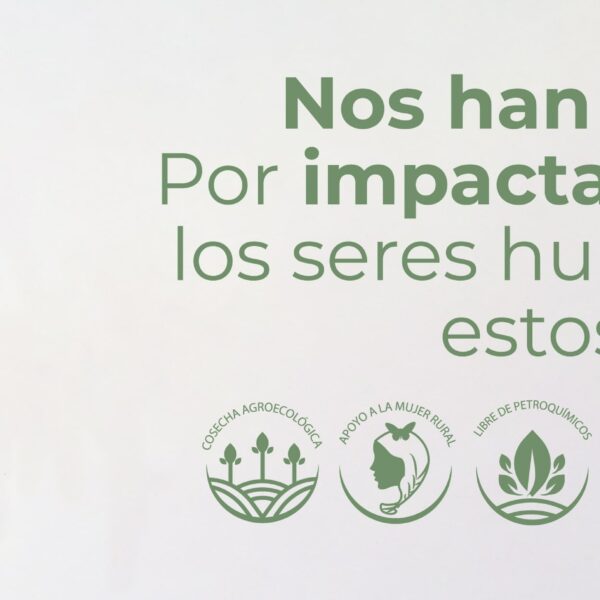 Nos han
Por impacta
los seres hu
estos
COSECHA AGROECOLÓGICA
APOYO A LA MUJER RURAL
LIBRE DE PETROQUÍMICOS